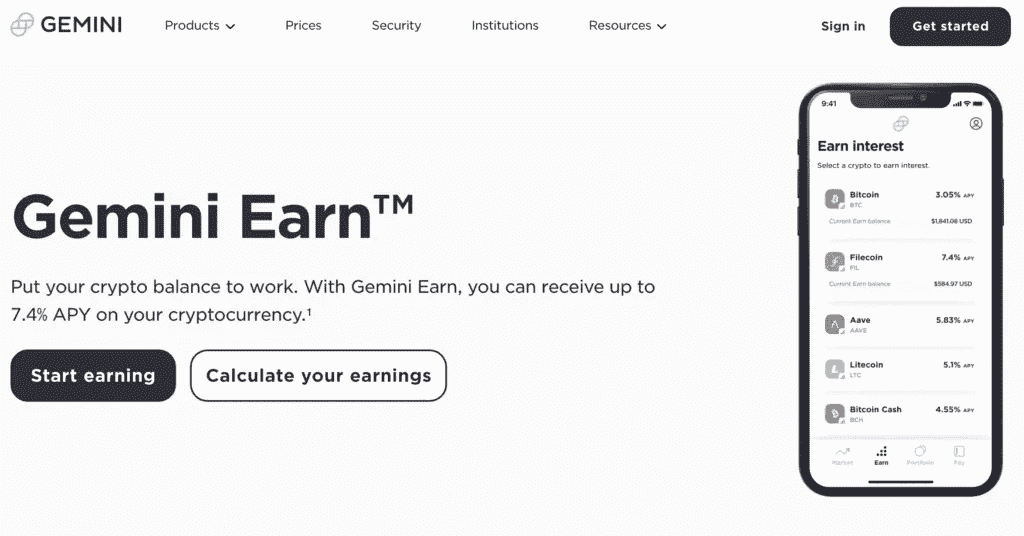 GEMINI Products Prices Security Institutions Resources Sign in Get started
Gemini Earn™
Put your crypto balance to work. With Gemini Earn, you can receive up to
7.4% APY on your cryptocurrency.¹
Start earning Calculate your earnings
9:41
Earn interest
Select a crypto to earn interest.
Bitcoin 3.05% APY
BTC
Current Earn balance $1,841.08 USD
Filecoin 7.4% APY
FIL
Current Earn balance $584.97 USD
Aave 5.83% APY
AAVE
Litecoin 5.1% APY
LTC
Bitcoin Cash 4.55% APY
BCH
Market Earn Portfolio Pay